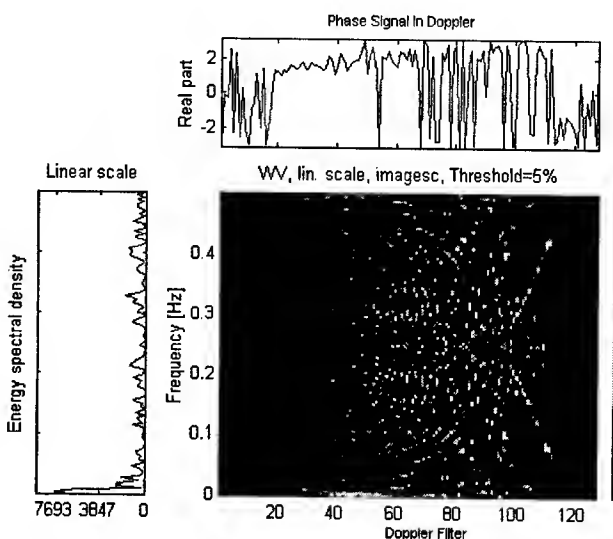 Phase Signal in Doppler
Real part
2
0
-2
Linear scale
WV, lin. scale, imagesc, Threshold=5%
Energy spectral density
Frequency [Hz]
0.4
0.3
0.2
0.1
0
7693 3847 0
20 40 60 80 100 120
Doppler Filter